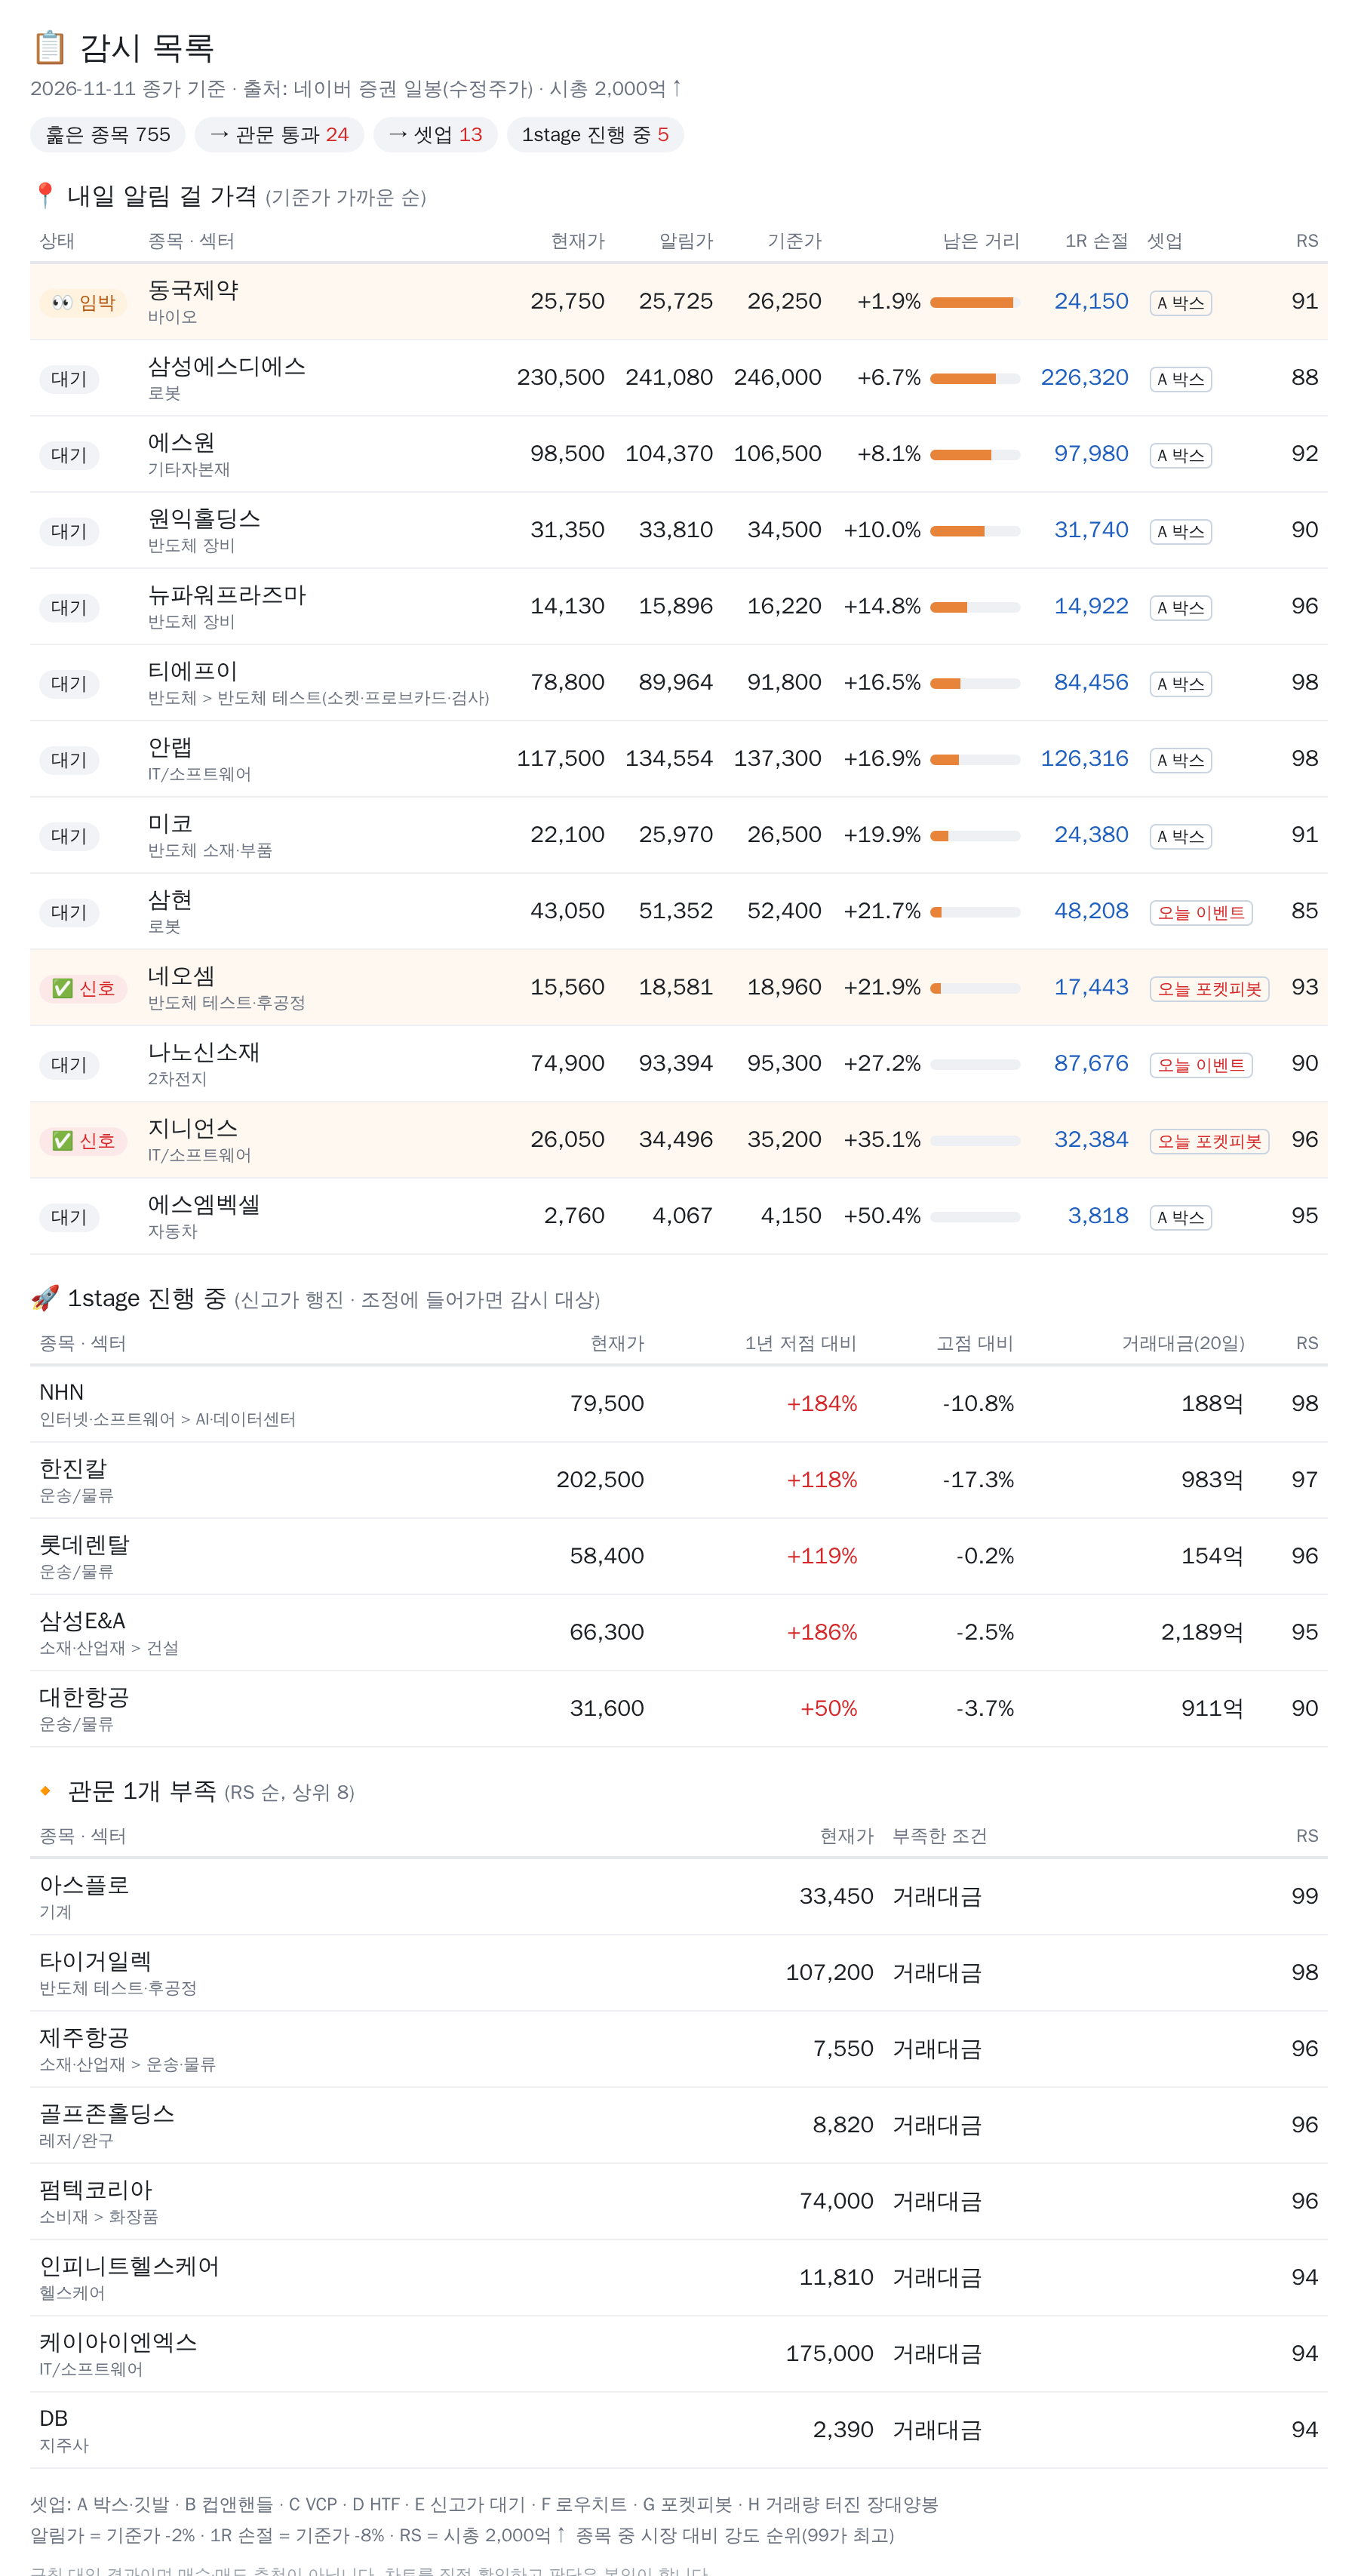 📋 감시 목록
2026-11-11 종가 기준 · 출처: 네이버 증권 일봉(수정주가) · 시총 2,000억↑
훑은 종목 755 → 관문 통과 24 → 셋업 13 1stage 진행 중 5
📍 내일 알림 걸 가격 (기준가 가까운 순)
상태 종목 · 섹터 현재가 알림가 기준가 남은 거리 1R 손절 셋업 RS
👀 임박 동국제약 25,750 25,725 26,250 +1.9% 24,150 A 박스 91
바이오
대기 삼성에스디에스 230,500 241,080 246,000 +6.7% 226,320 A 박스 88
로봇
대기 에스원 98,500 104,370 106,500 +8.1% 97,980 A 박스 92
기타자본재
대기 원익홀딩스 31,350 33,810 34,500 +10.0% 31,740 A 박스 90
반도체 장비
대기 뉴파워프라즈마 14,130 15,896 16,220 +14.8% 14,922 A 박스 96
반도체 장비
대기 티에프이 78,800 89,964 91,800 +16.5% 84,456 A 박스 98
반도체 > 반도체 테스트(소켓·프로브카드·검사)
대기 안랩 117,500 134,554 137,300 +16.9% 126,316 A 박스 98
IT/소프트웨어
대기 미코 22,100 25,970 26,500 +19.9% 24,380 A 박스 91
반도체 소재·부품
대기 삼현 43,050 51,352 52,400 +21.7% 48,208 오늘 이벤트 85
로봇
✅ 신호 네오셈 15,560 18,581 18,960 +21.9% 17,443 오늘 포켓피봇 93
반도체 테스트·후공정
대기 나노신소재 74,900 93,394 95,300 +27.2% 87,676 오늘 이벤트 90
2차전지
✅ 신호 지니언스 26,050 34,496 35,200 +35.1% 32,384 오늘 포켓피봇 96
IT/소프트웨어
대기 에스엠벡셀 2,760 4,067 4,150 +50.4% 3,818 A 박스 95
자동차
🚀 1stage 진행 중 (신고가 행진 · 조정에 들어가면 감시 대상)
종목 · 섹터 현재가 1년 저점 대비 고점 대비 거래대금(20일) RS
NHN 79,500 +184% -10.8% 188억 98
인터넷·소프트웨어 > AI·데이터센터
한진칼 202,500 +118% -17.3% 983억 97
운송/물류
롯데렌탈 58,400 +119% -0.2% 154억 96
운송/물류
삼성E&A 66,300 +186% -2.5% 2,189억 95
소재·산업재 > 건설
대한항공 31,600 +50% -3.7% 911억 90
운송/물류
🔸 관문 1개 부족 (RS 순, 상위 8)
종목 · 섹터 현재가 부족한 조건 RS
아스플로 33,450 거래대금 99
기계
타이거일렉 107,200 거래대금 98
반도체 테스트·후공정
제주항공 7,550 거래대금 96
소재·산업재 > 운송·물류
골프존홀딩스 8,820 거래대금 96
레저/완구
펌텍코리아 74,000 거래대금 96
소비재 > 화장품
인피니트헬스케어 11,810 거래대금 94
헬스케어
케이아이엔엑스 175,000 거래대금 94
IT/소프트웨어
DB 2,390 거래대금 94
지주사
셋업: A 박스·깃발 · B 컵앤핸들 · C VCP · D HTF · E 신고가 대기 · F 로우치트 · G 포켓피봇 · H 거래량 터진 장대양봉
알림가 = 기준가 -2% · 1R 손절 = 기준가 -8% · RS = 시총 2,000억↑ 종목 중 시장 대비 강도 순위(99가 최고)
규칙 대입 결과이며 매수·매도 추천이 아닙니다. 차트를 직접 확인하고 판단은 본인이 합니다.